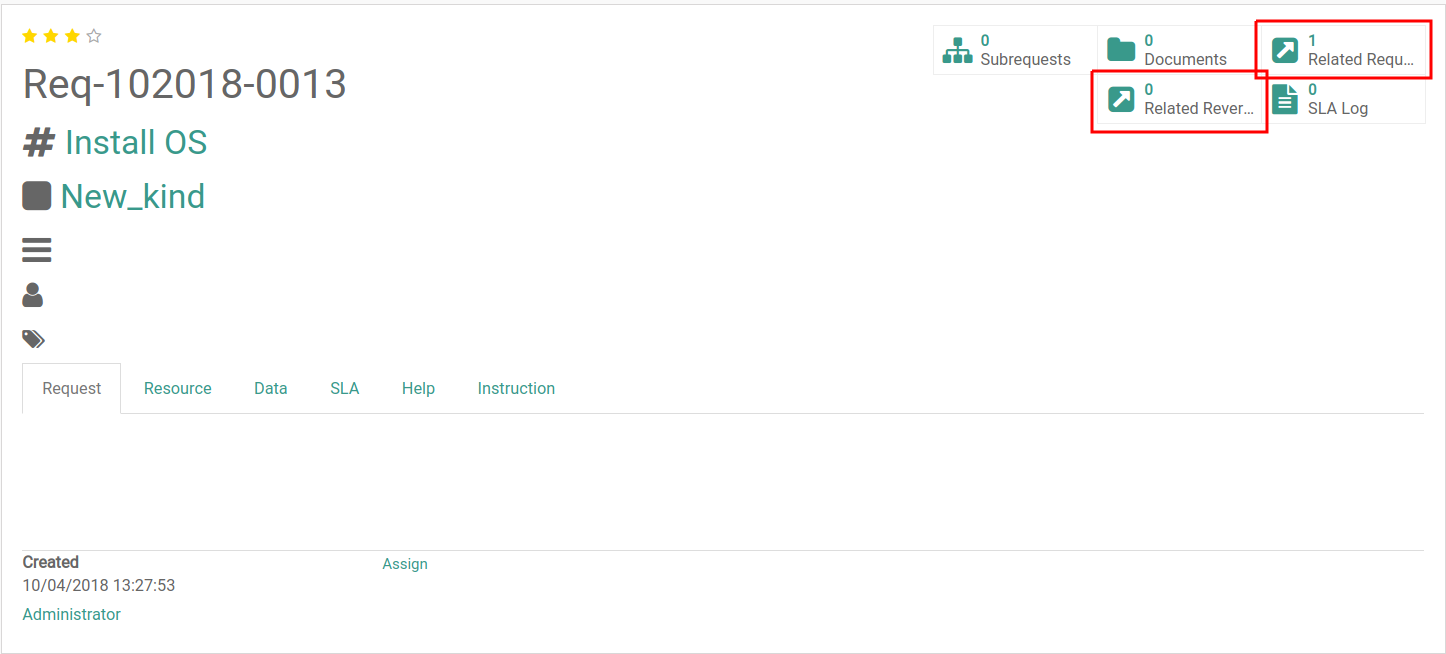 Req-102018-0013
# Install OS
New_kind
0
Subrequests
0
Documents
1
Related Requ...
0
Related Rever...
0
SLA Log
Request
Resource
Data
SLA
Help
Instruction
Created
10/04/2018 13:27:53
Administrator
Assign